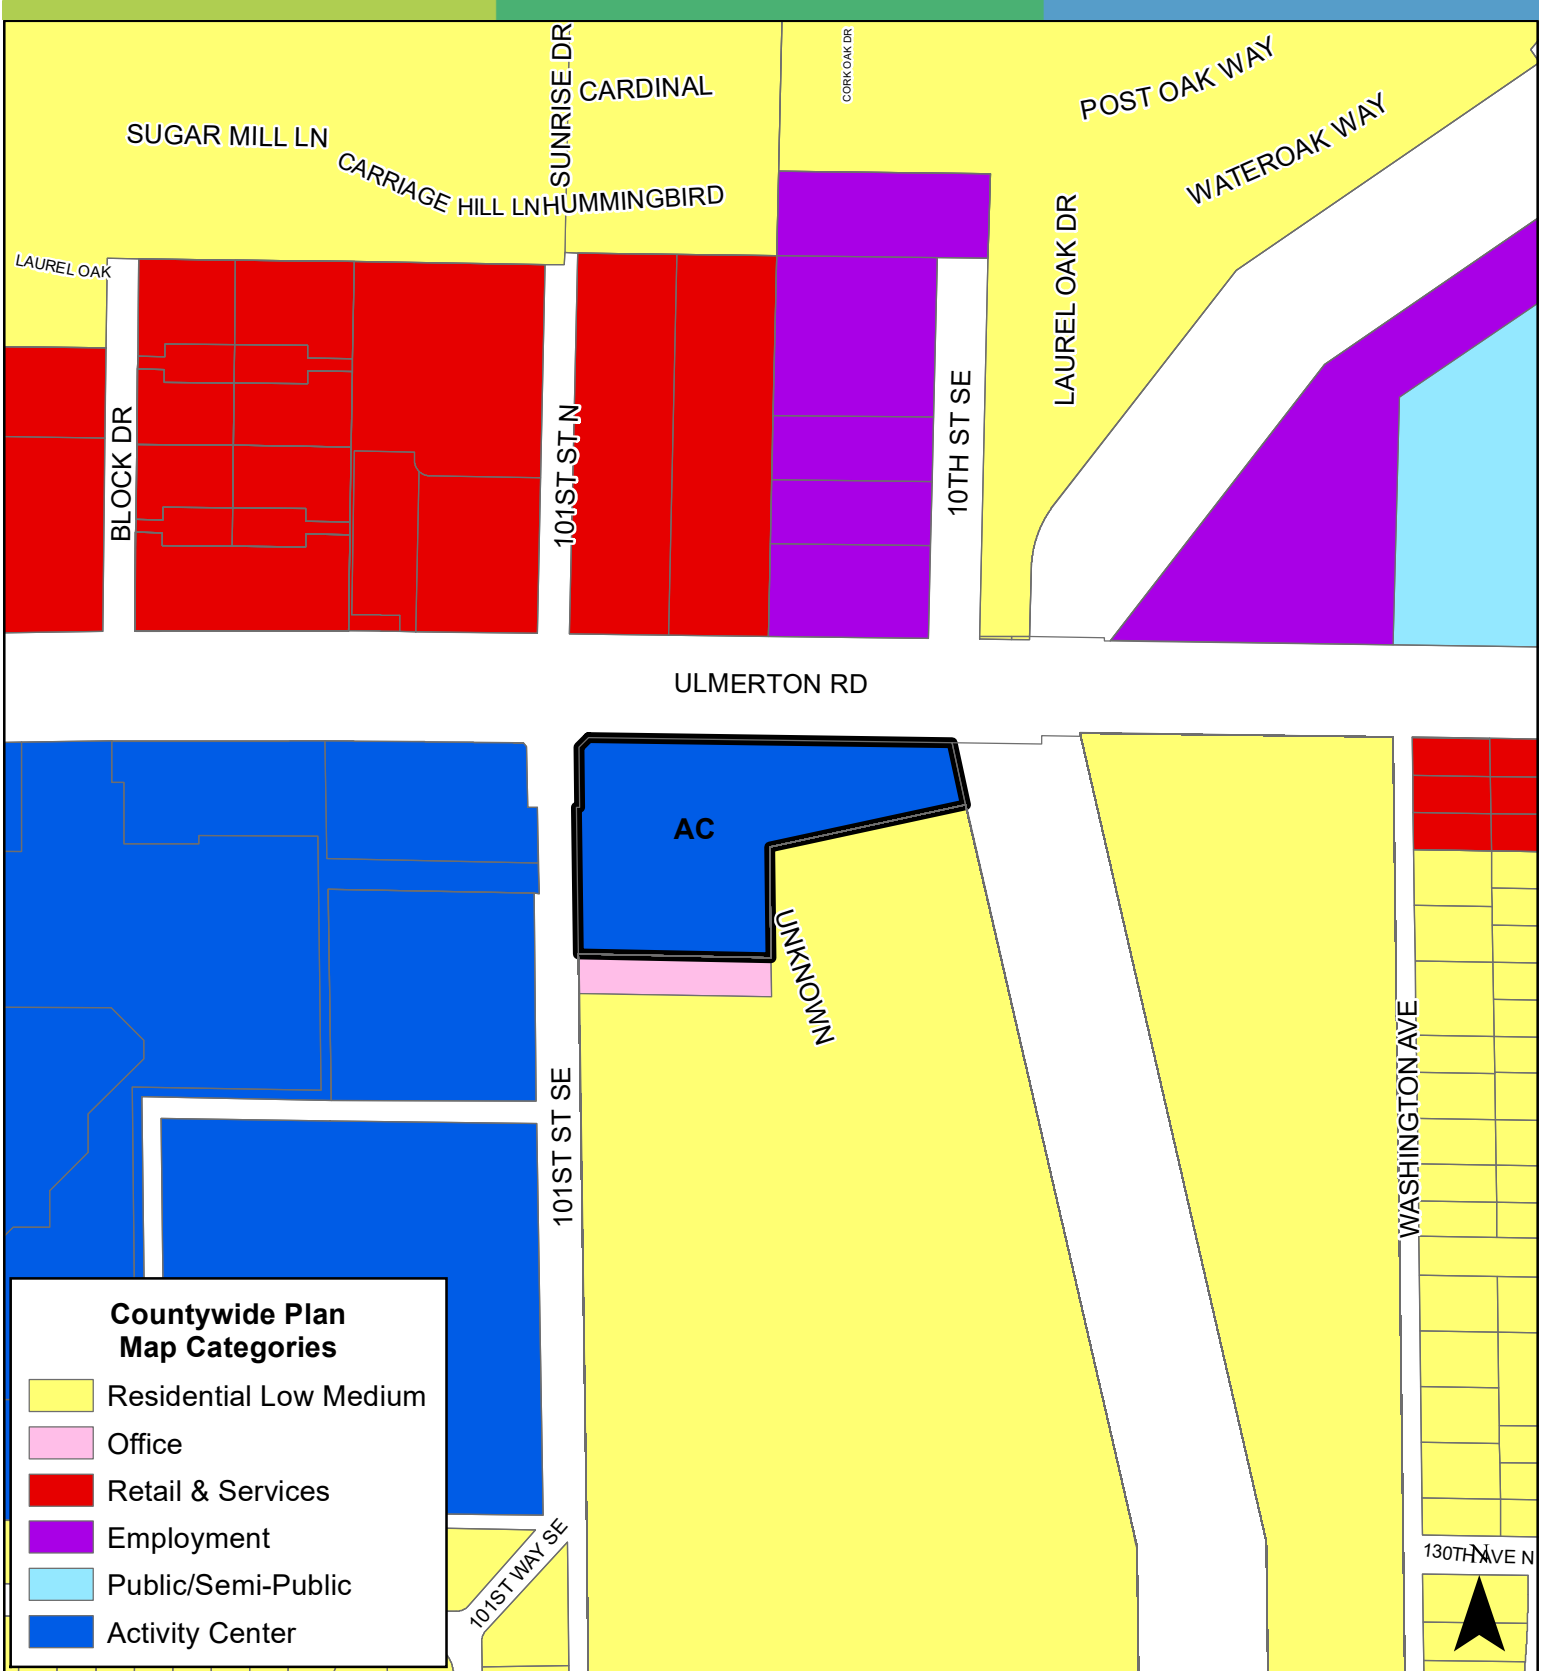 SUNRISE DR
CORK OAK DR
POST OAK WAY
CARDINAL
WATEROAK WAY
SUGAR MILL LN
CARRIAGE HILL LN
HUMMINGBIRD
LAUREL OAK DR
LAUREL OAK
BLOCK DR
101ST ST N
10TH ST SE
ULMERTON RD
AC
UNKNOWN
101ST ST SE
WASHINGTON AVE
Countywide Plan
Map Categories
Residential Low Medium
Office
Retail & Services
Employment
Public/Semi-Public
Activity Center
101ST WAY SE
130TH AVE N
N